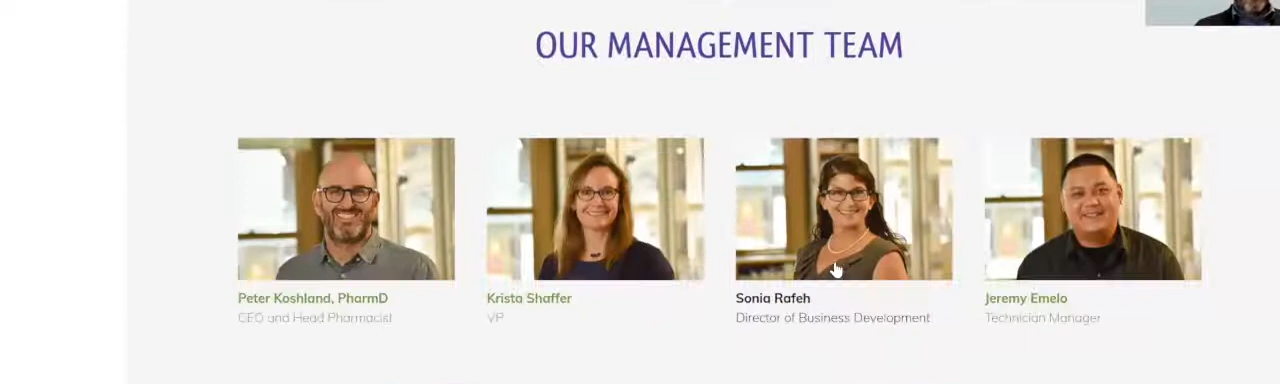 OUR MANAGEMENT TEAM
Peter Koshland, PharmD
CEO and Head Pharmacist
Krista Shaffer
VP
Sonia Rafeh
Director of Business Development
Jeremy Emelo
Technician Manager